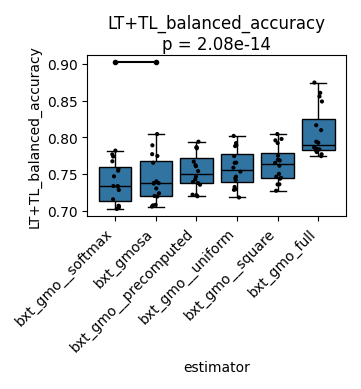 LT+TL_balanced_accuracy
p = 2.08e-14
LT+TL_balanced_accuracy
0.90
0.85
0.80
0.75
0.70
bxt_gmo__softmax
bxt_gmosa
bxt_gmo__precomputed
bxt_gmo__uniform
bxt_gmo__square
bxt_gmo_full
estimator